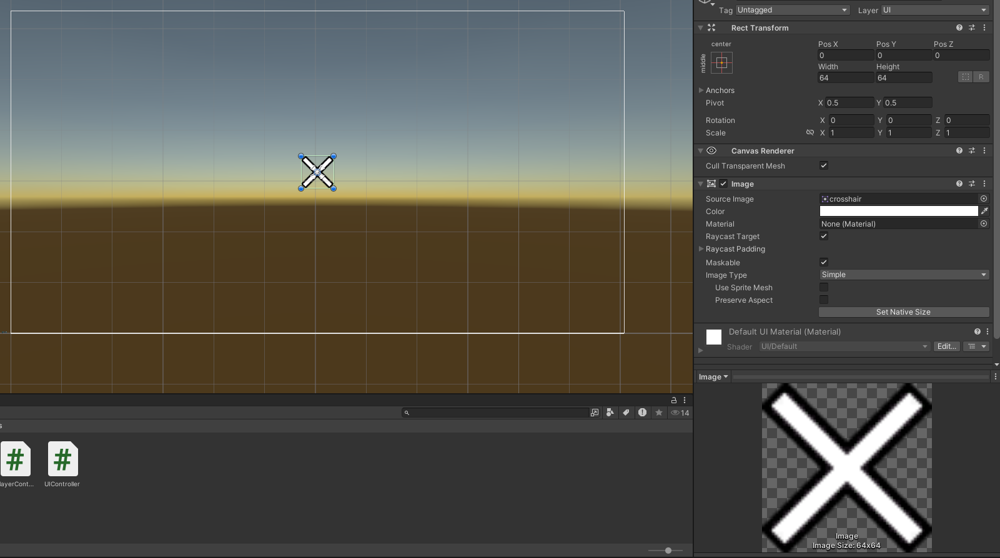 Tag Untagged Layer UI
Rect Transform
center
middle
Pos X Pos Y Pos Z
0 0 0
Width Height
64 64
R
Anchors
Pivot X 0.5 Y 0.5
Rotation X 0 Y 0 Z 0
Scale X 1 Y 1 Z 1
Canvas Renderer
Cull Transparent Mesh
Image
Source Image crosshair
Color
Material None (Material)
Raycast Target
Raycast Padding
Maskable
Image Type Simple
Use Sprite Mesh
Preserve Aspect
Set Native Size
Default UI Material (Material)
Shader UI/Default Edit...
Image
14
s
#
#
layerCont...
UIController
Image
Image Size: 64x64